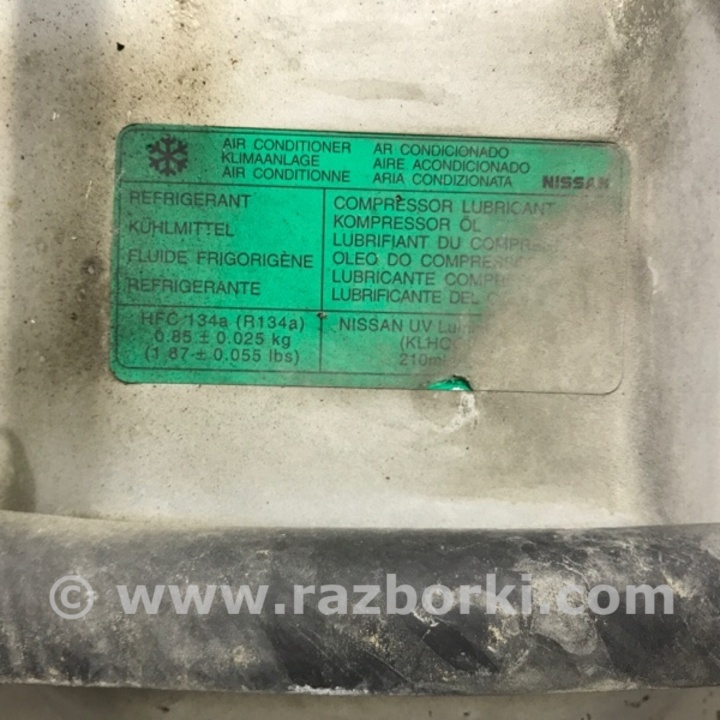 AIR CONDITIONER AR CONDICIONADO
KLIMAANLAGE AIRE ACONDICIONADO
AIR CONDITIONNE ARIA CONDIZIONATA NISSAN
REFRIGERANT
KÜHLMITTEL
FLUIDE FRIGORIGÈNE
REFRIGERANTE
COMPRESSOR LUBRICANT
KOMPRESSOR ÖL
LUBRIFIANT DU
OLEO DO
LUBRICANTE
LUBRIFICANTE DEL
HFC 134a (R134a)
0.85 ± 0.025 kg
(1.87 ± 0.055 lbs)
NISSAN UV
210ml
© www.razborki.com